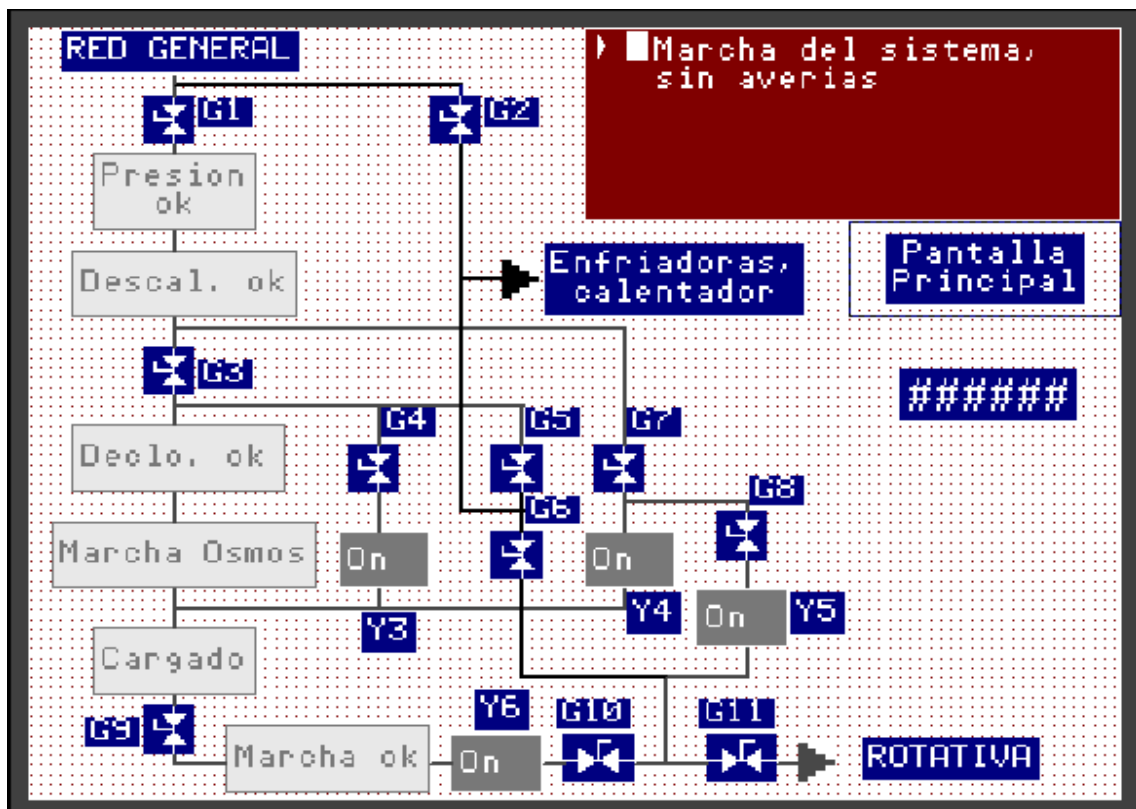 RED GENERAL
Marcha del sistema,
sin averias
G1
G2
Presion
ok
Pantalla
Principal
Enfriadoras,
calentador
Descal. ok
G3
######
G4
G5
G7
Declo. ok
G8
G6
Marcha Osmos
On
On
Y3
Y4
On
Y5
Cargado
Y6
G10
G11
G9
Marcha ok
On
ROTATIVA